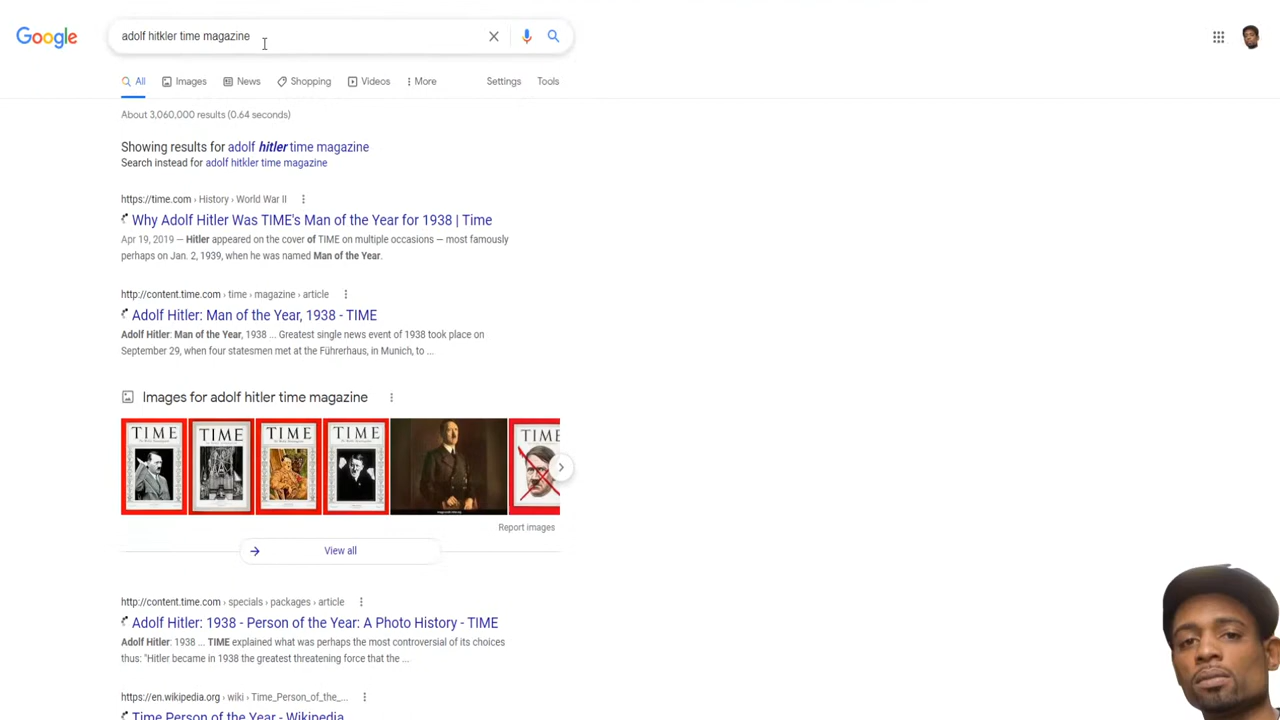 Google
adolf hitkler time magazine
All Images News Shopping Videos More Settings Tools
About 3,060,000 results (0.64 seconds)
Showing results for adolf hitler time magazine
Search instead for adolf hitkler time magazine
https://time.com › History › World War II
Why Adolf Hitler Was TIME's Man of the Year for 1938 | Time
Apr 19, 2019 — Hitler appeared on the cover of TIME on multiple occasions — most famously
perhaps on Jan. 2, 1939, when he was named Man of the Year.
http://content.time.com › time › magazine › article
Adolf Hitler: Man of the Year, 1938 - TIME
Adolf Hitler: Man of the Year, 1938 ... Greatest single news event of 1938 took place on
September 29, when four statesmen met at the Führerhaus, in Munich, to ...
Images for adolf hitler time magazine
TIME TIME TIME TIME TIME
Report images
View all
http://content.time.com › specials › packages › article
Adolf Hitler: 1938 - Person of the Year: A Photo History - TIME
Adolf Hitler: 1938 ... TIME explained what was perhaps the most controversial of its choices
thus: "Hitler became in 1938 the greatest threatening force that the ...
https://en.wikipedia.org › wiki › Time_Person_of_the_...
Time Person of the Year - Wikipedia